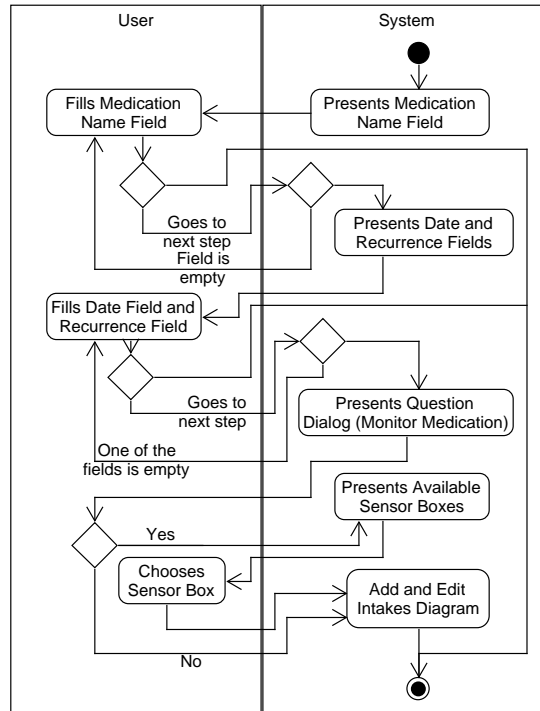 User
System
Fills Medication
Name Field
Presents Medication
Name Field
Goes to
next step
Field is
empty
Presents Date and
Recurrence Fields
Fills Date Field and
Recurrence Field
Goes to
next step
Presents Question
Dialog (Monitor Medication)
One of the
fields is empty
Presents Available
Sensor Boxes
Yes
Chooses
Sensor Box
Add and Edit
Intakes Diagram
No